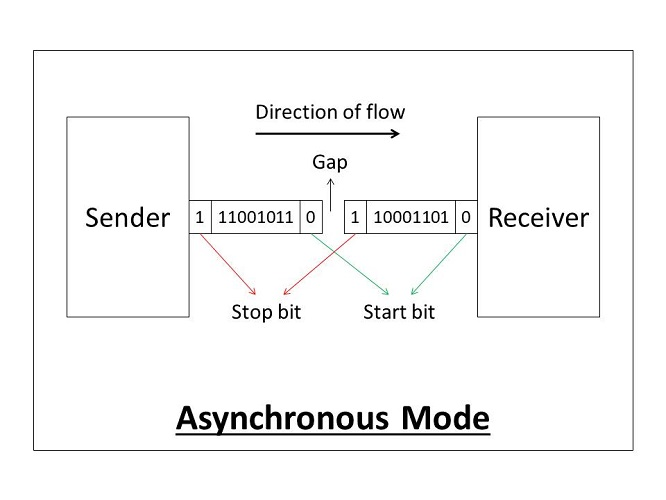 Direction of flow
Gap
Sender
1 11001011 0
1 10001101 0
Receiver
Stop bit
Start bit
Asynchronous Mode